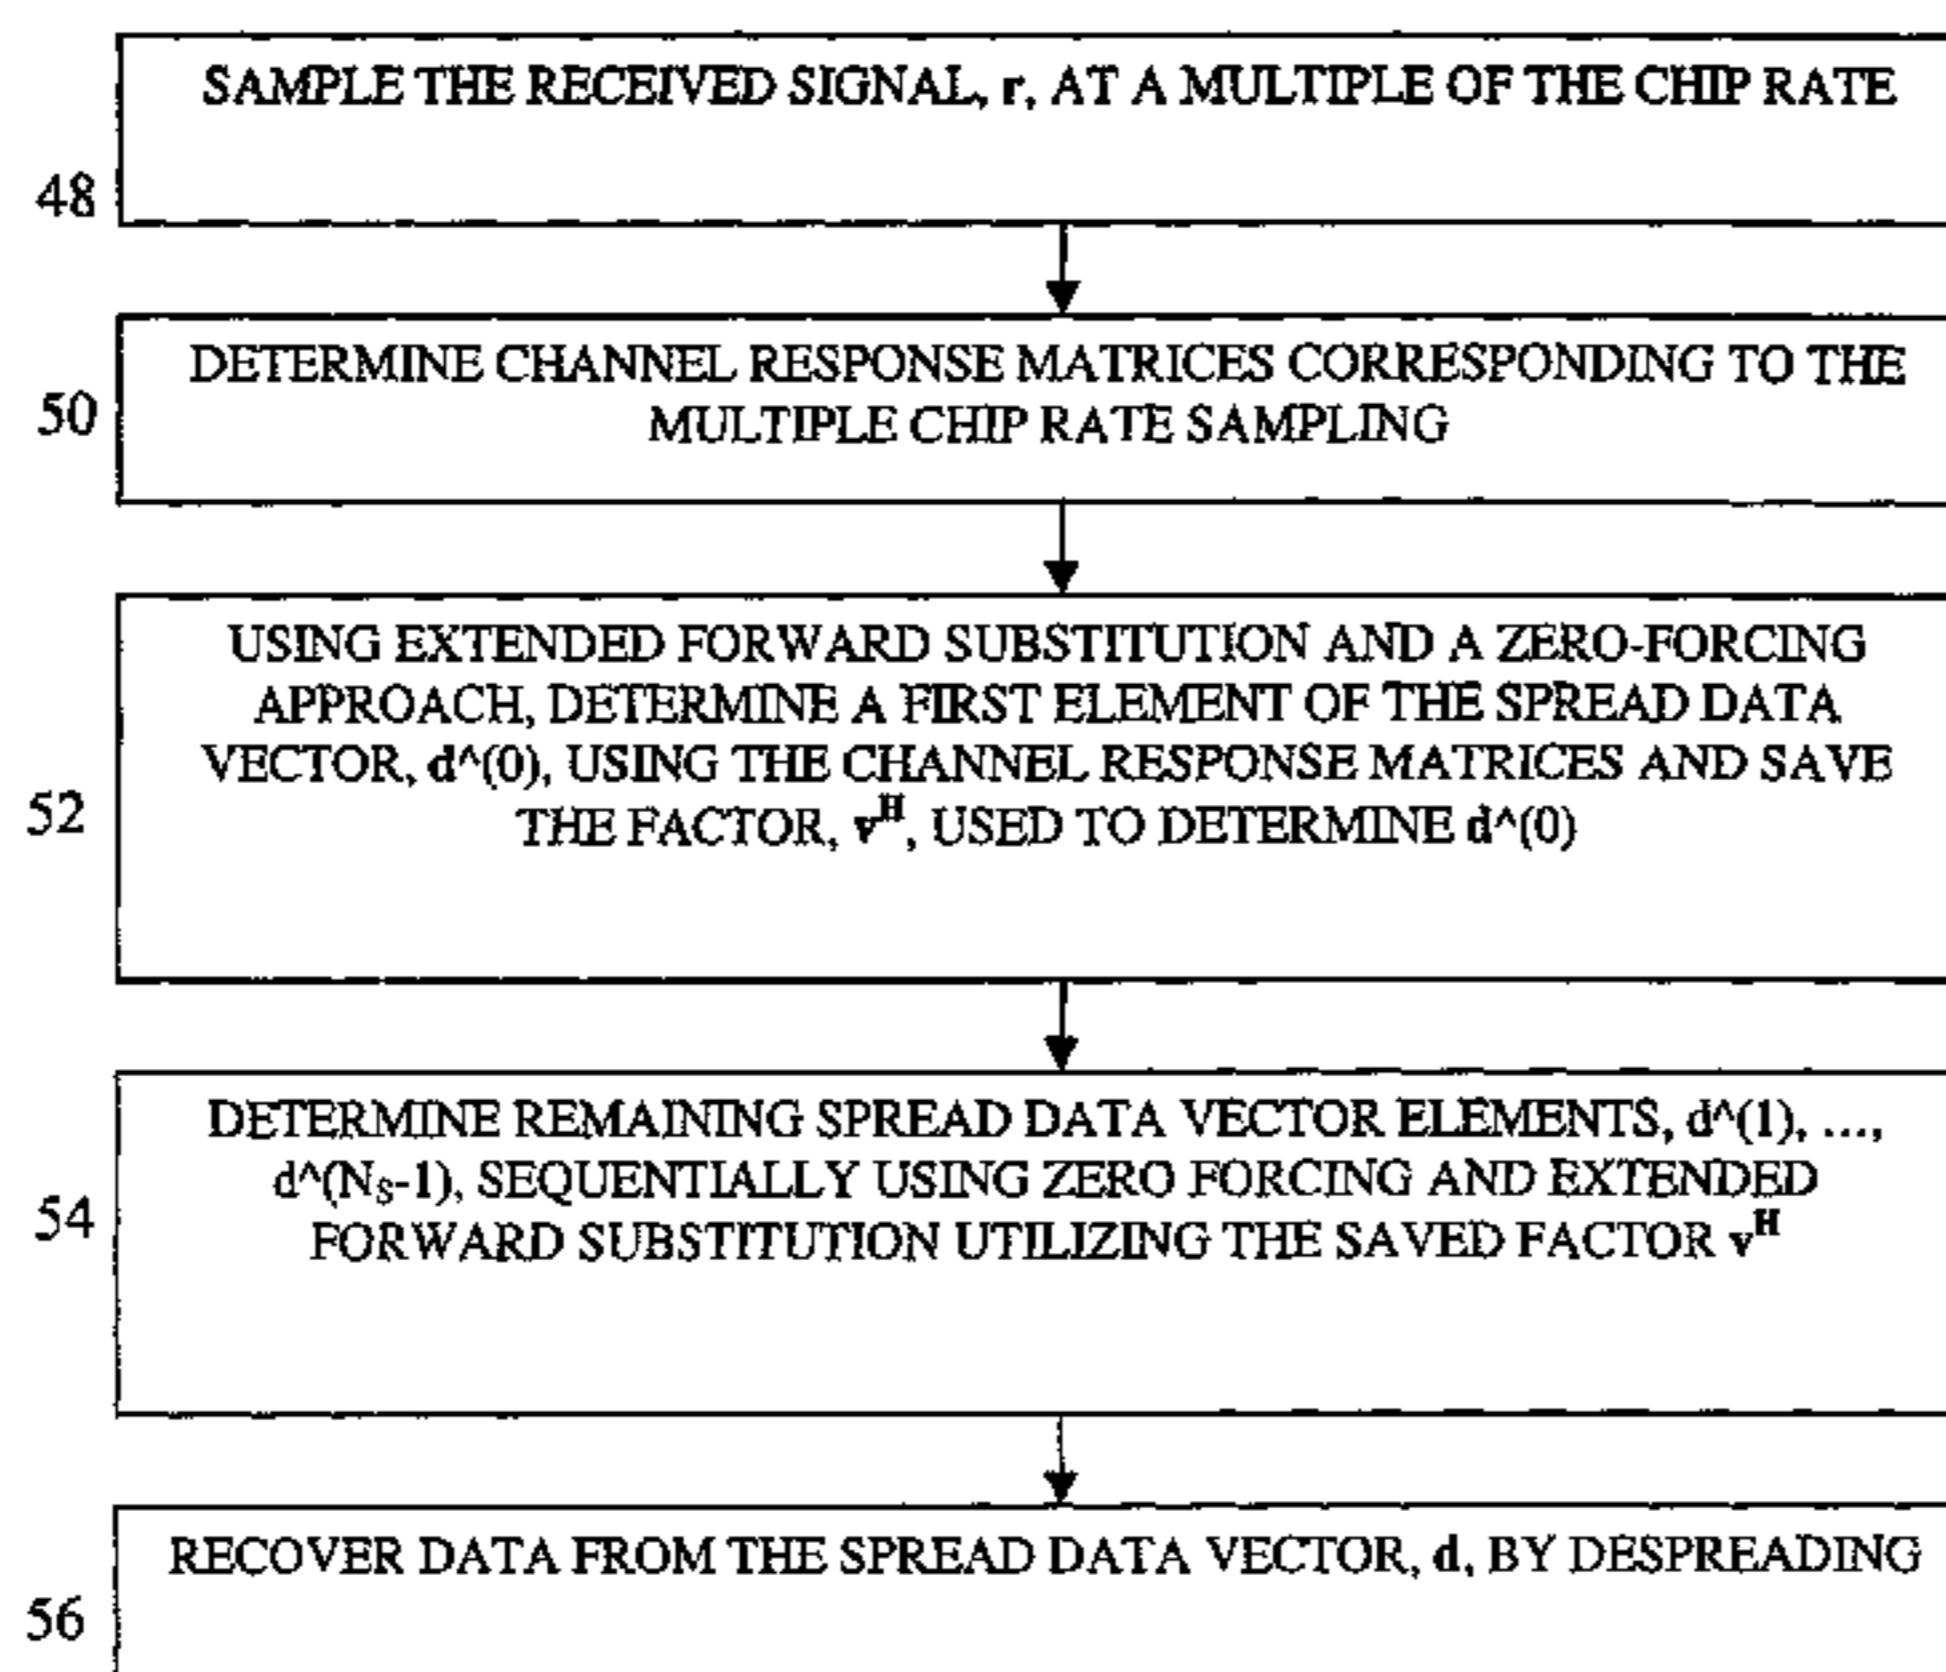 SAMPLE THE RECEIVED SIGNAL, r, AT A MULTIPLE OF THE CHIP RATE
48
DETERMINE CHANNEL RESPONSE MATRICES CORRESPONDING TO THE
MULTIPLE CHIP RATE SAMPLING
50
USING EXTENDED FORWARD SUBSTITUTION AND A ZERO-FORCING
APPROACH, DETERMINE A FIRST ELEMENT OF THE SPREAD DATA
VECTOR, d^(0), USING THE CHANNEL RESPONSE MATRICES AND SAVE
THE FACTOR, v^H, USED TO DETERMINE d^(0)
52
DETERMINE REMAINING SPREAD DATA VECTOR ELEMENTS, d^(1), ...,
d^(N_S-1), SEQUENTIALLY USING ZERO FORCING AND EXTENDED
FORWARD SUBSTITUTION UTILIZING THE SAVED FACTOR v^H
54
RECOVER DATA FROM THE SPREAD DATA VECTOR, d, BY DESPREADING
56